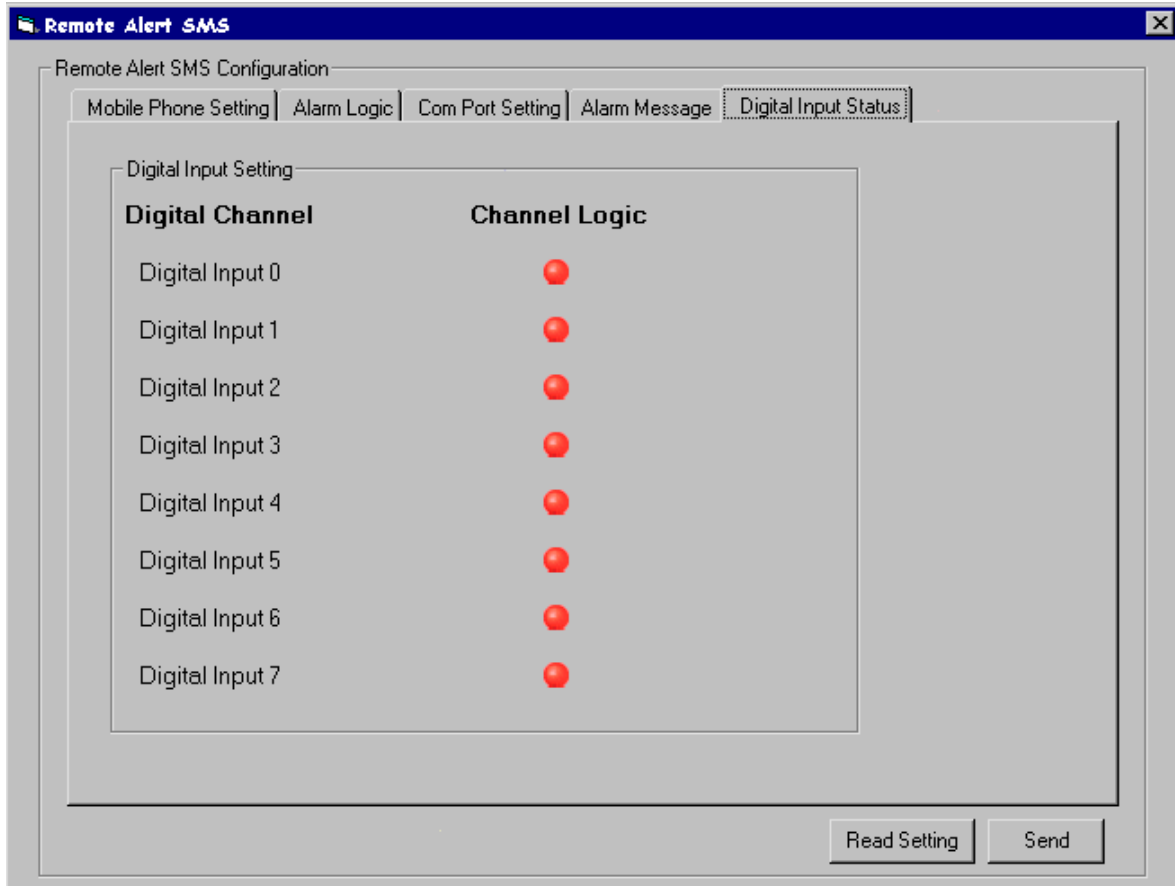 Remote Alert SMS
Remote Alert SMS Configuration
Mobile Phone Setting Alarm Logic Com Port Setting Alarm Message Digital Input Status
Digital Input Setting
Digital Channel Channel Logic
Digital Input 0
Digital Input 1
Digital Input 2
Digital Input 3
Digital Input 4
Digital Input 5
Digital Input 6
Digital Input 7
Read Setting Send